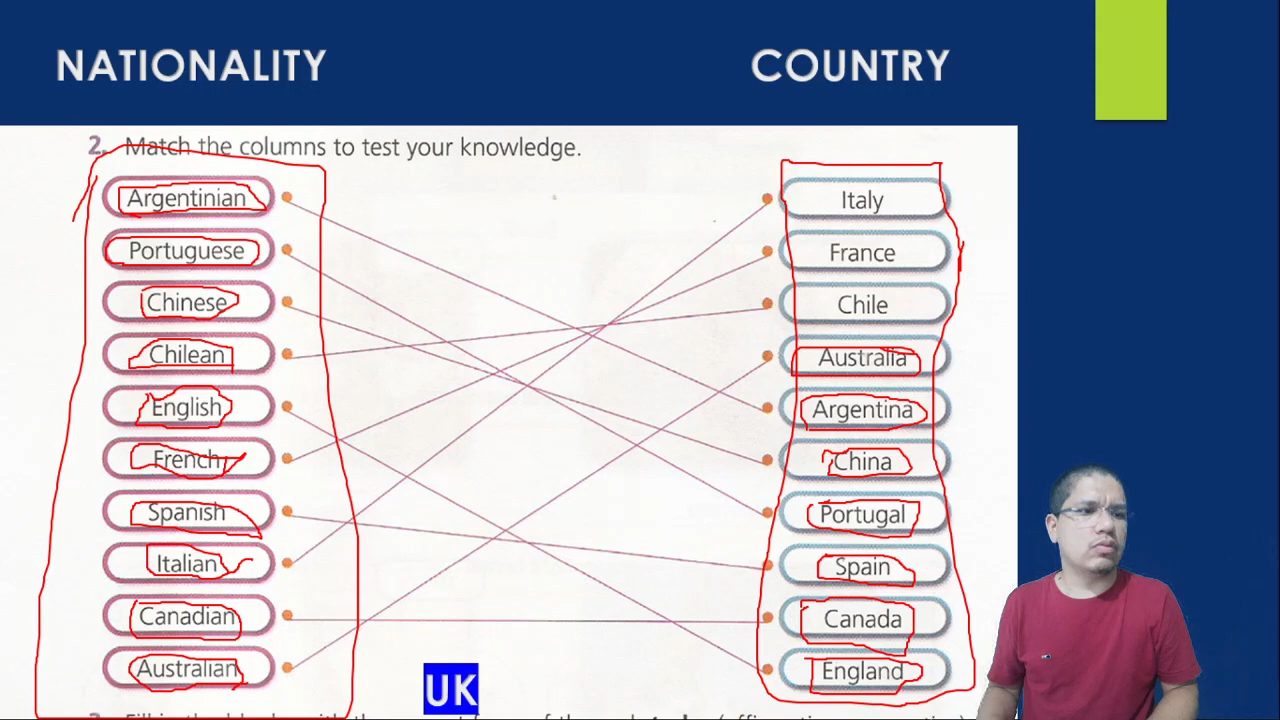 NATIONALITY COUNTRY
2. Match the columns to test your knowledge.
Argentinian Italy
Portuguese France
Chinese Chile
Chilean Australia
English Argentina
French China
Spanish Portugal
Italian Spain
Canadian Canada
Australian England
UK